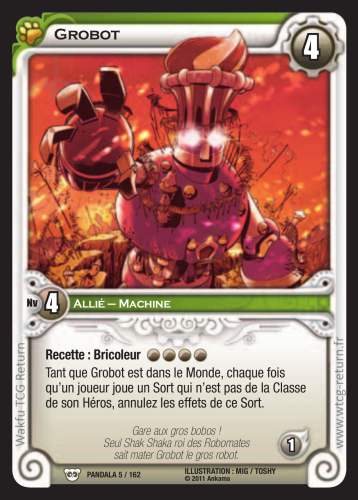 Grobot
4
Nv 4 Allié – Machine
Recette : Bricoleur
Tant que Grobot est dans le Monde, chaque fois
qu'un joueur joue un Sort qui n'est pas de la Classe
de son Héros, annulez les effets de ce Sort.
Gare aux gros bobos !
Seul Shak Shaka roi des Robomates
sait mater Grobot le gros robot.
1
PANDALA 5 / 162
ILLUSTRATION : MIG / TOSHY
© 2011 Ankama
Wakfu TCG Return
www.wtcg-return.fr